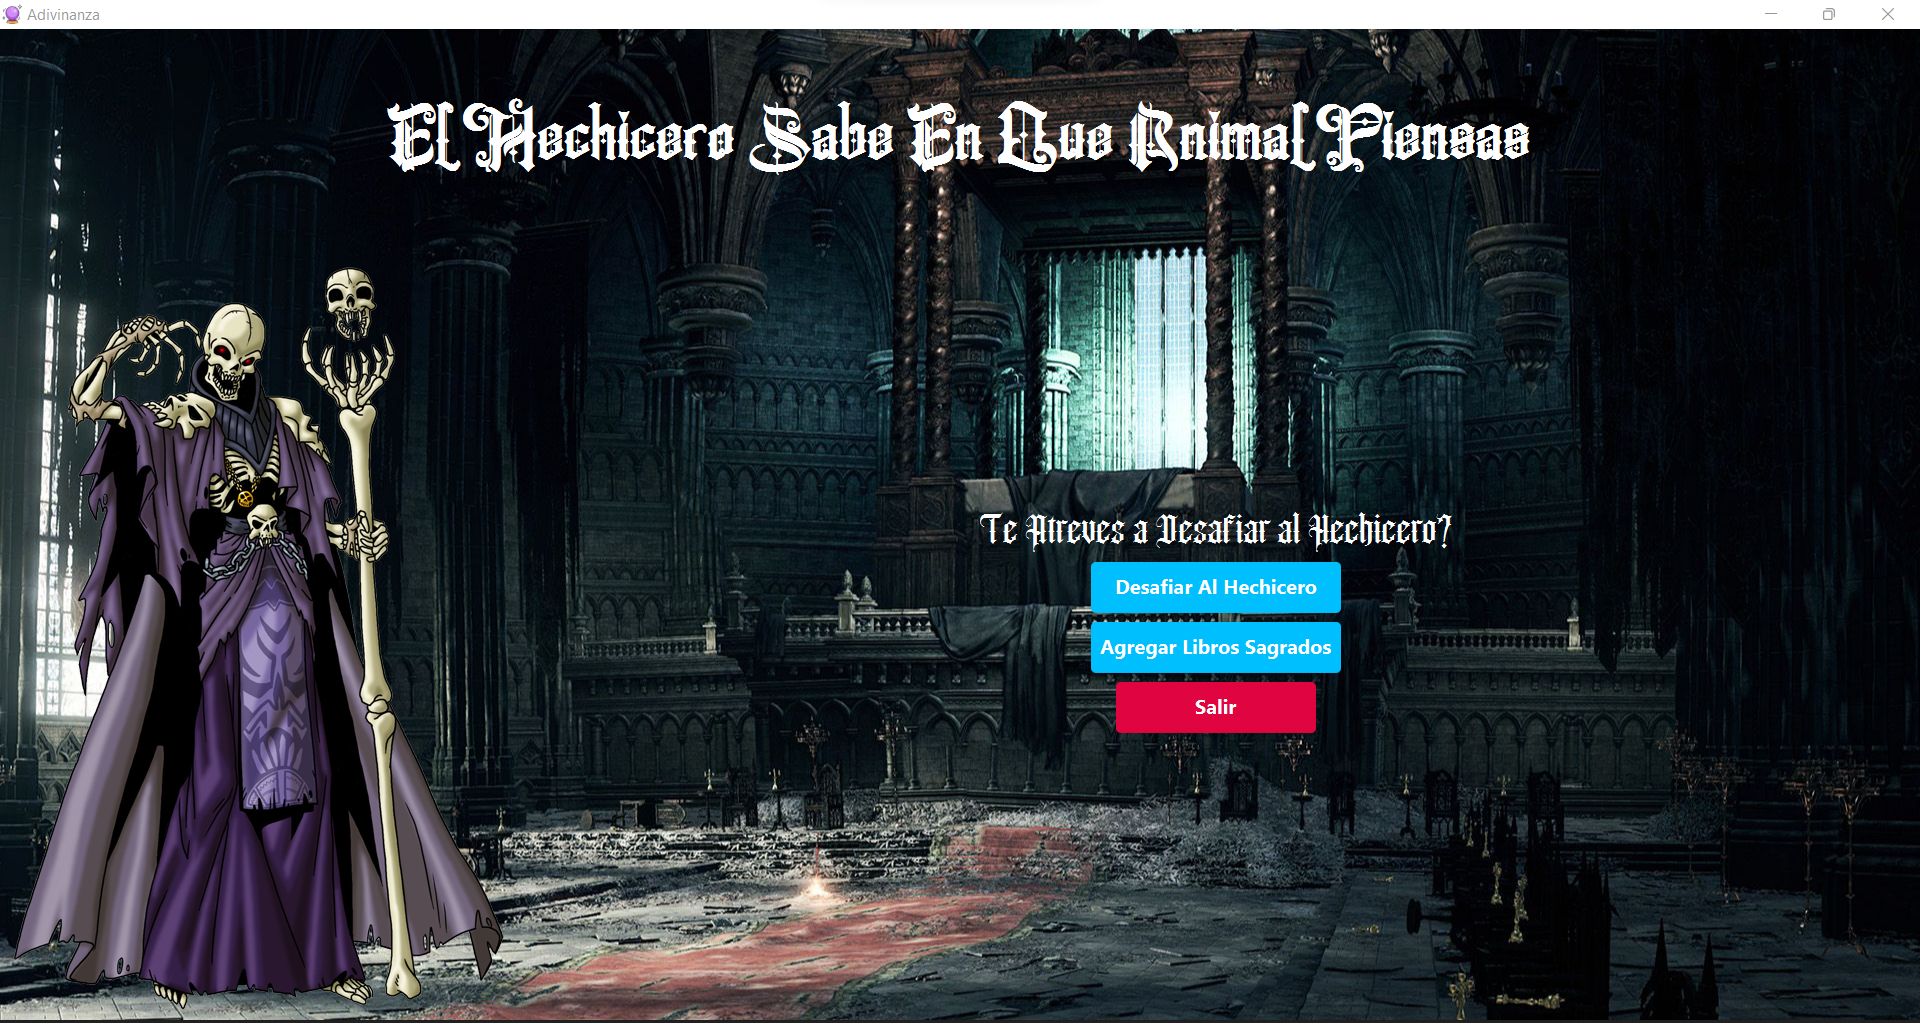 Adivinanza
El Hechicero Sabe En Que Animal Piensas
Te Atreves a Desafiar al Hechicero?
Desafiar Al Hechicero
Agregar Libros Sagrados
Salir